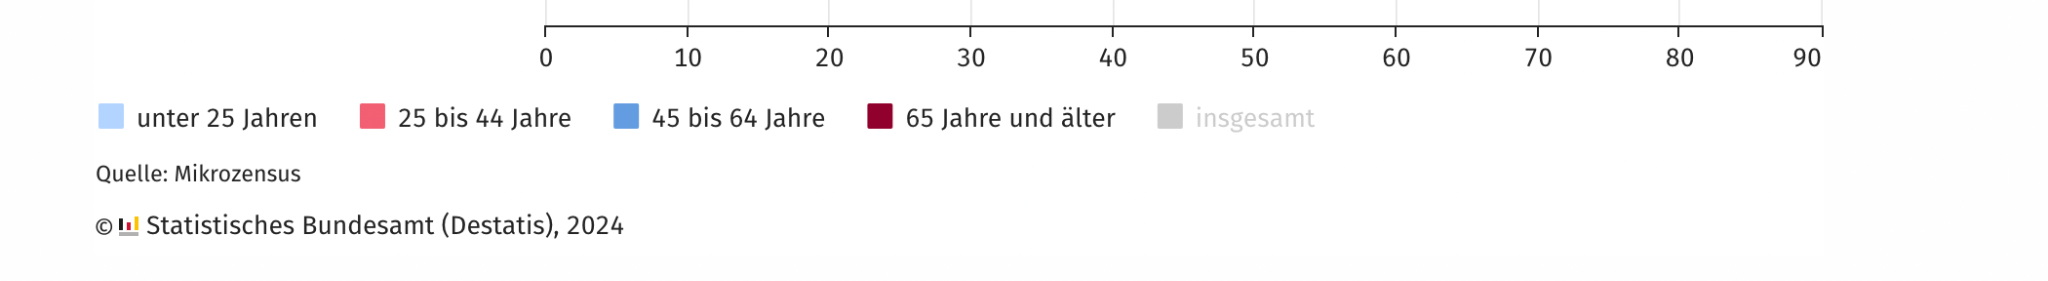 0 10 20 30 40 50 60 70 80 90
unter 25 Jahren 25 bis 44 Jahre 45 bis 64 Jahre 65 Jahre und älter insgesamt
Quelle: Mikrozensus
© Statistisches Bundesamt (Destatis), 2024